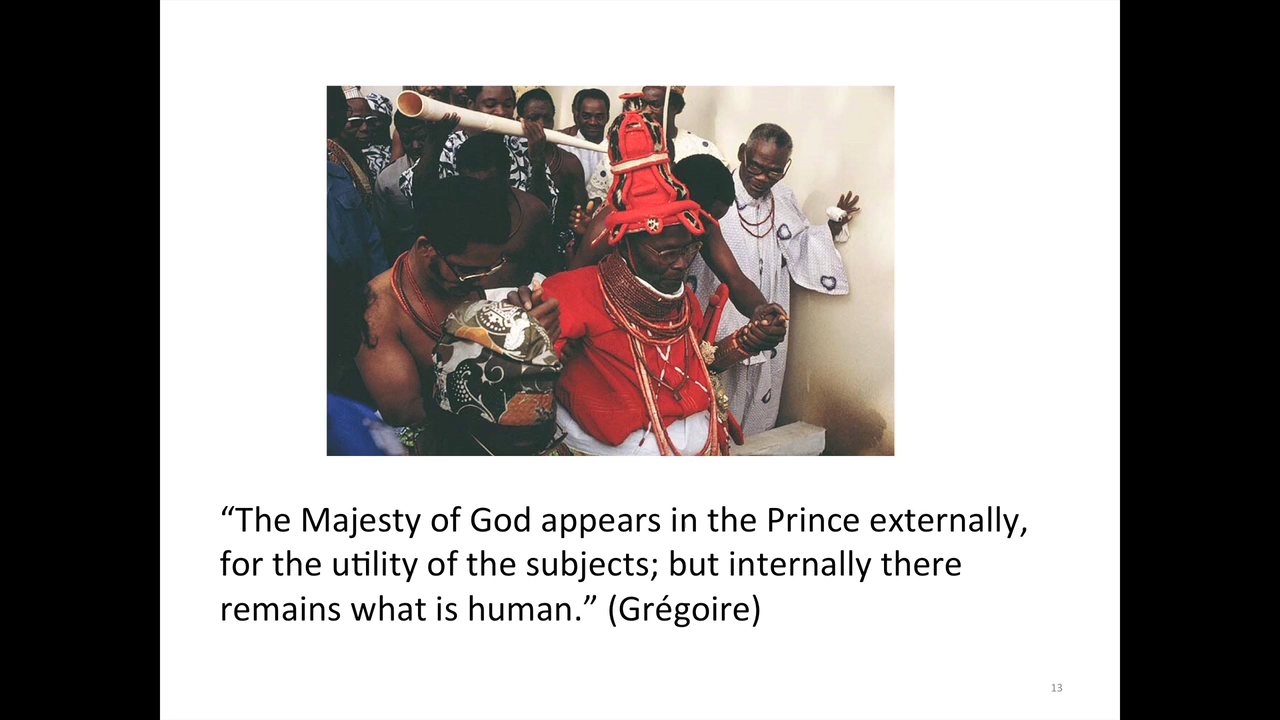 “The Majesty of God appears in the Prince externally,
for the utility of the subjects; but internally there
remains what is human.” (Grégoire)
13